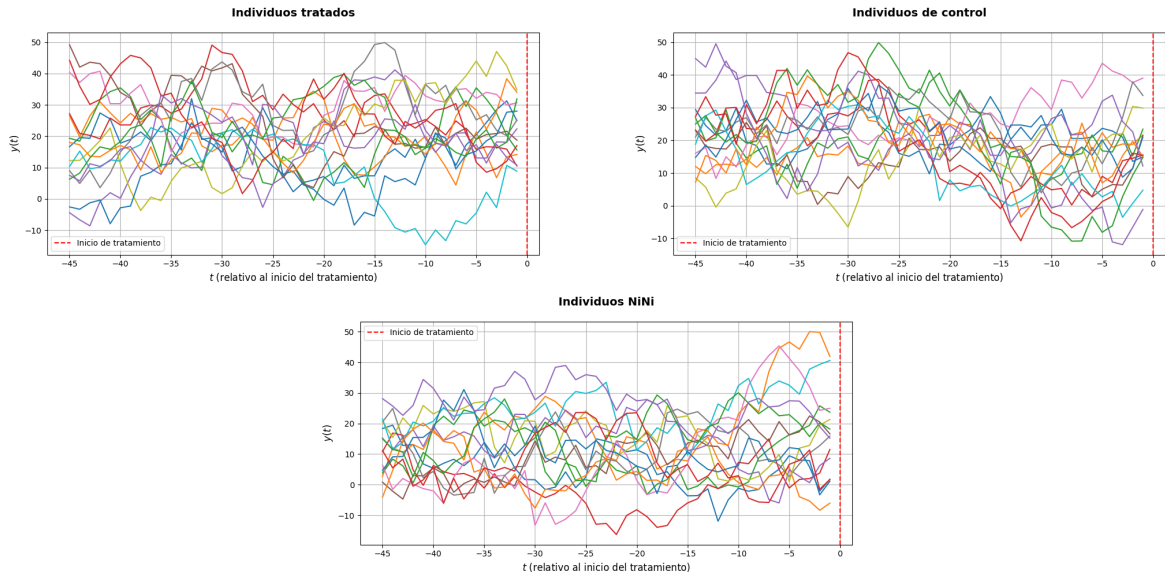 Individuos tratados
50
40
30
20
10
0
−10
y(t)
Inicio de tratamiento
−45 −40 −35 −30 −25 −20 −15 −10 −5 0
t (relativo al inicio del tratamiento)
Individuos de control
50
40
30
20
10
0
−10
y(t)
Inicio de tratamiento
−45 −40 −35 −30 −25 −20 −15 −10 −5 0
t (relativo al inicio del tratamiento)
Individuos NiNi
Inicio de tratamiento
50
40
30
20
10
0
−10
y(t)
−45 −40 −35 −30 −25 −20 −15 −10 −5 0
t (relativo al inicio del tratamiento)